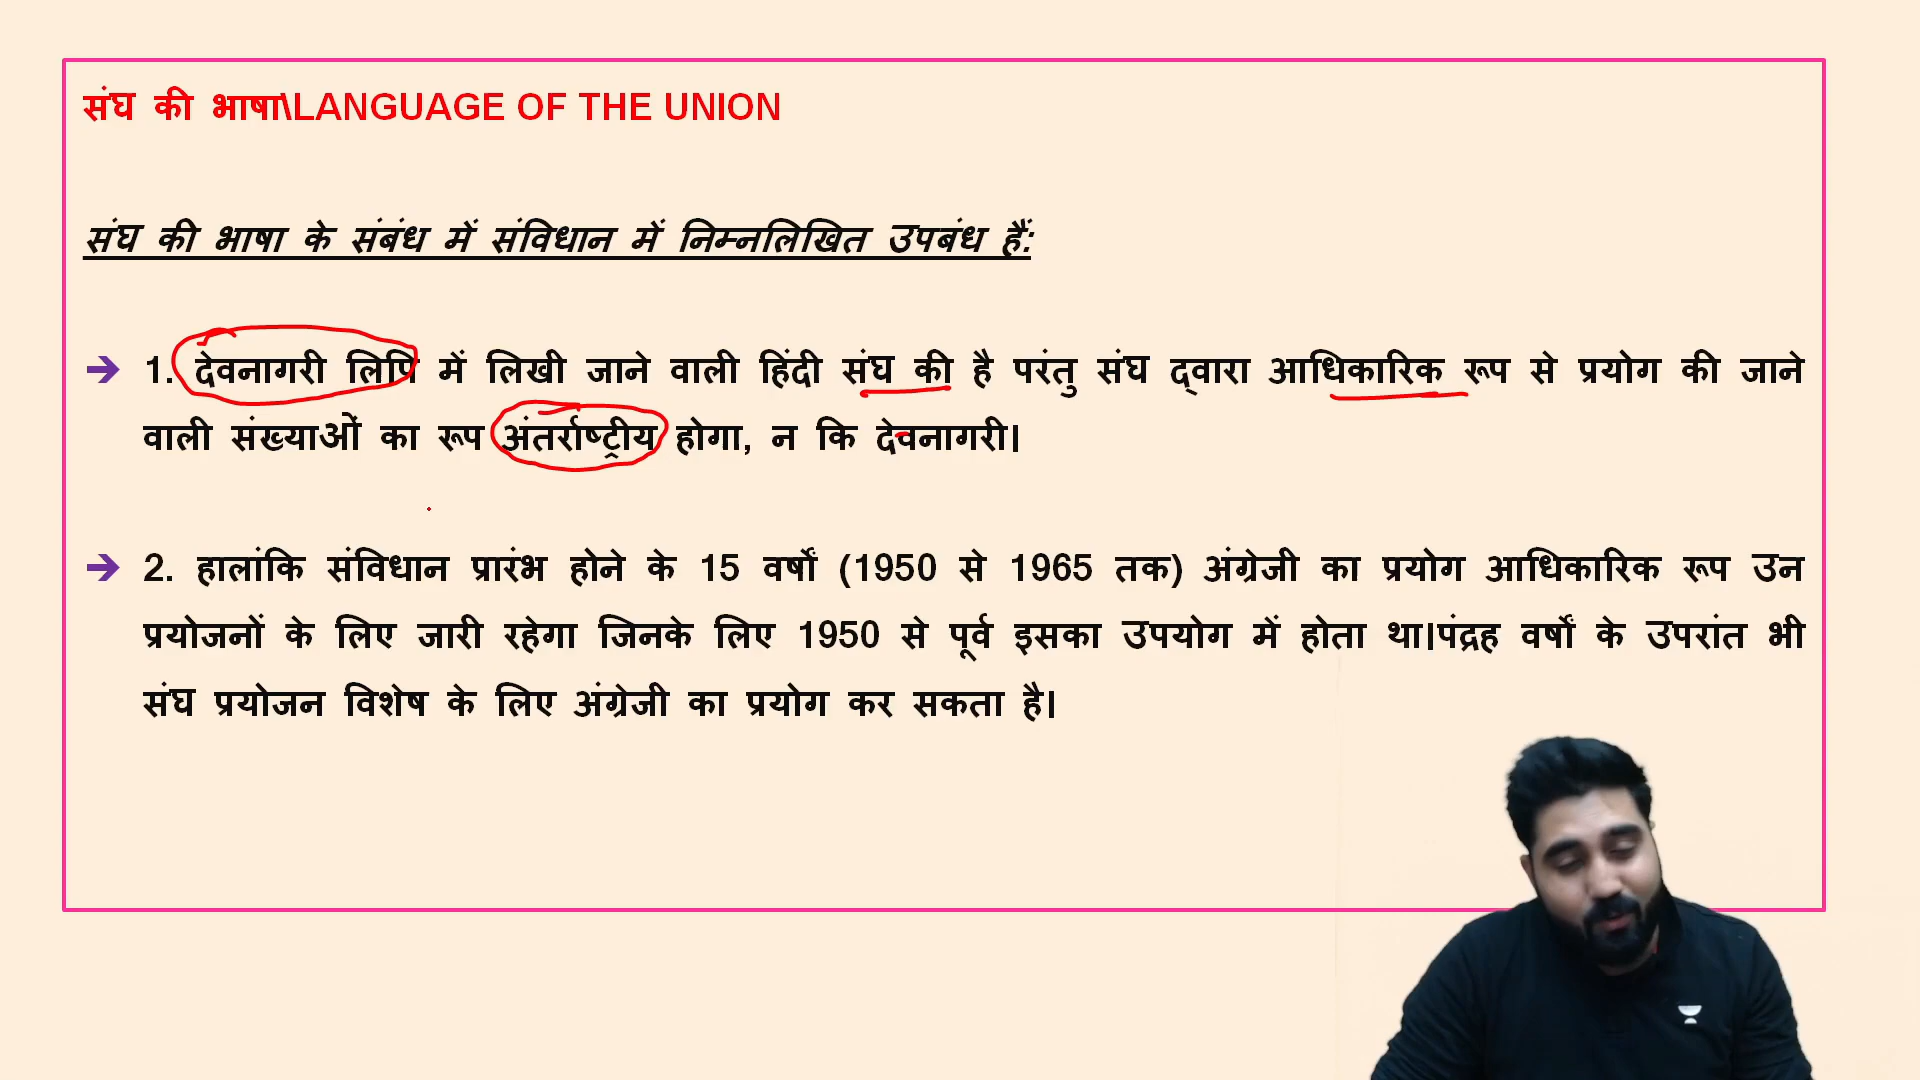 संघ की भाषा\LANGUAGE OF THE UNION
संघ की भाषा के संबंध में संविधान में निम्नलिखित उपबंध हैं:
➔ 1. देवनागरी लिपि में लिखी जाने वाली हिंदी संघ की है परंतु संघ द्वारा आधिकारिक रूप से प्रयोग की जाने
वाली संख्याओं का रूप अंतर्राष्ट्रीय होगा, न कि देवनागरी।
➔ 2. हालांकि संविधान प्रारंभ होने के 15 वर्षों (1950 से 1965 तक) अंग्रेजी का प्रयोग आधिकारिक रूप उन
प्रयोजनों के लिए जारी रहेगा जिनके लिए 1950 से पूर्व इसका उपयोग में होता था।पंद्रह वर्षों के उपरांत भी
संघ प्रयोजन विशेष के लिए अंग्रेजी का प्रयोग कर सकता है।